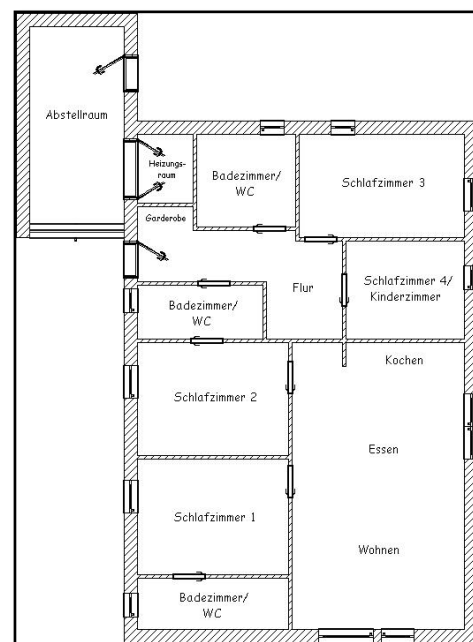 Abstellraum
Heizungs-
raum
Badezimmer/
WC
Schlafzimmer 3
Garderobe
Flur
Schlafzimmer 4/
Kinderzimmer
Badezimmer/
WC
Kochen
Schlafzimmer 2
Essen
Schlafzimmer 1
Wohnen
Badezimmer/
WC